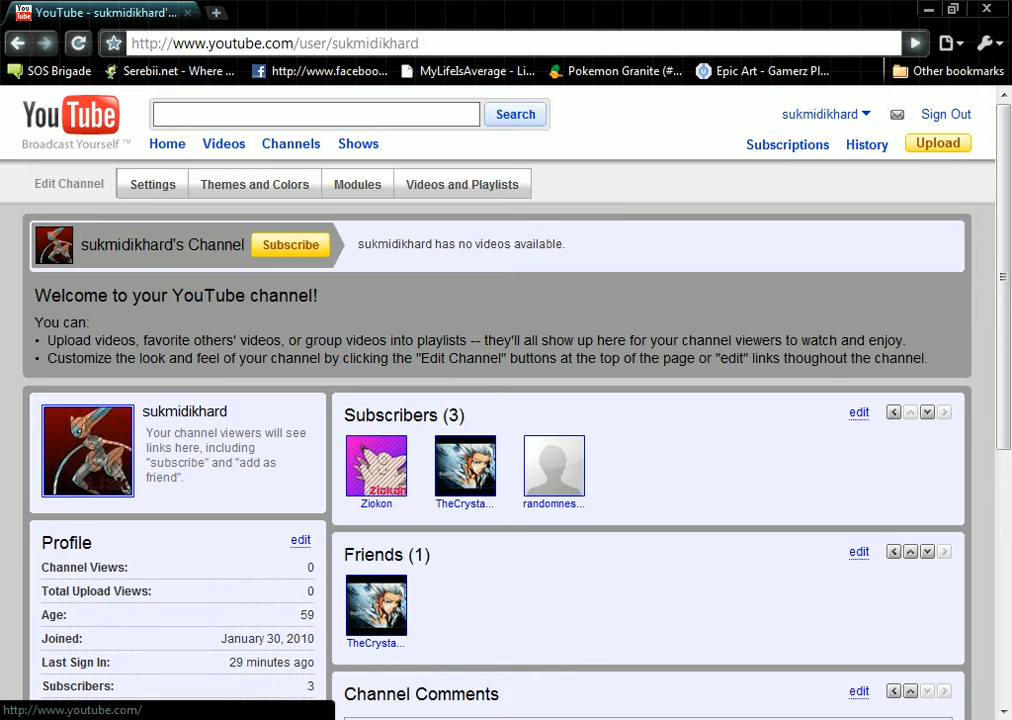 YouTube - sukmidikhard'...
http://www.youtube.com/user/sukmidikhard
SOS Brigade
Serebii.net - Where ...
http://www.faceboo...
MyLifeIsAverage - Li...
Pokemon Granite (#...
Epic Art - Gamerz Pl...
Other bookmarks
YouTube
Broadcast Yourself ™
Search
sukmidikhard
Sign Out
Home
Videos
Channels
Shows
Subscriptions
History
Upload
Edit Channel
Settings
Themes and Colors
Modules
Videos and Playlists
sukmidikhard's Channel
Subscribe
sukmidikhard has no videos available.
Welcome to your YouTube channel!
You can:
• Upload videos, favorite others' videos, or group videos into playlists -- they'll all show up here for your channel viewers to watch and enjoy.
• Customize the look and feel of your channel by clicking the "Edit Channel" buttons at the top of the page or "edit" links thoughout the channel.
sukmidikhard
Your channel viewers will see
links here, including
"subscribe" and "add as
friend".
Profile
edit
Channel Views: 0
Total Upload Views: 0
Age: 59
Joined: January 30, 2010
Last Sign In: 29 minutes ago
Subscribers: 3
Subscribers (3)
edit
Ziokon
Ziokon
TheCrysta...
randomnes...
Friends (1)
edit
TheCrysta...
Channel Comments
edit
http://www.youtube.com/